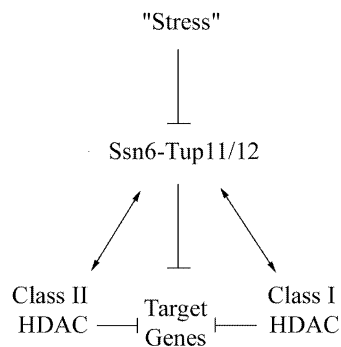 "Stress"
Ssn6-Tup11/12
Class II
HDAC
Target
Genes
Class I
HDAC